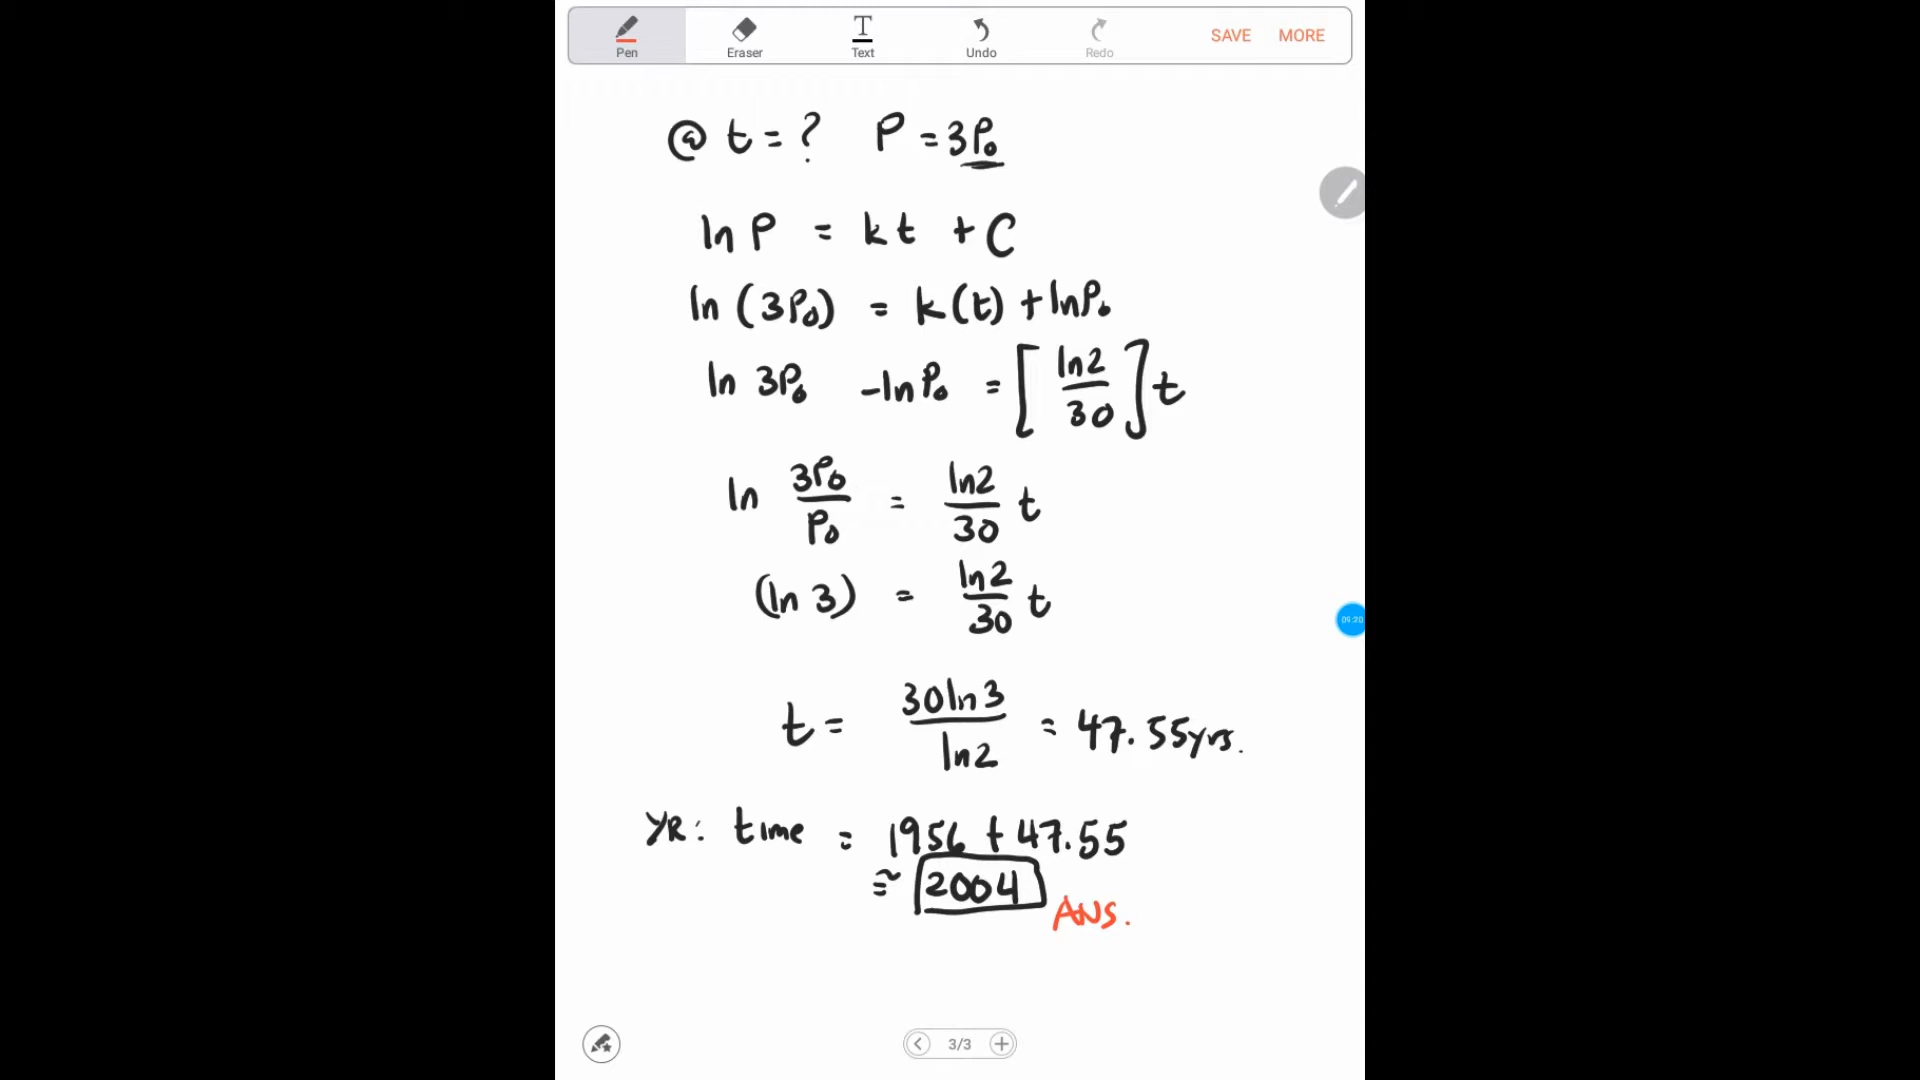 Pen Eraser T Text Undo Redo SAVE MORE
@ t = ? P = 3P₀
ln P = kt + C
ln (3P₀) = k(t) + lnP₀
ln 3P₀ - ln P₀ = [ln2/30] t
ln 3P₀/P₀ = ln2/30 t
(ln 3) = ln2/30 t
t = 30ln3/ln2 = 47.55yrs.
YR: time = 1956 + 47.55
≅ 2004 ANS.
05:20
3/3